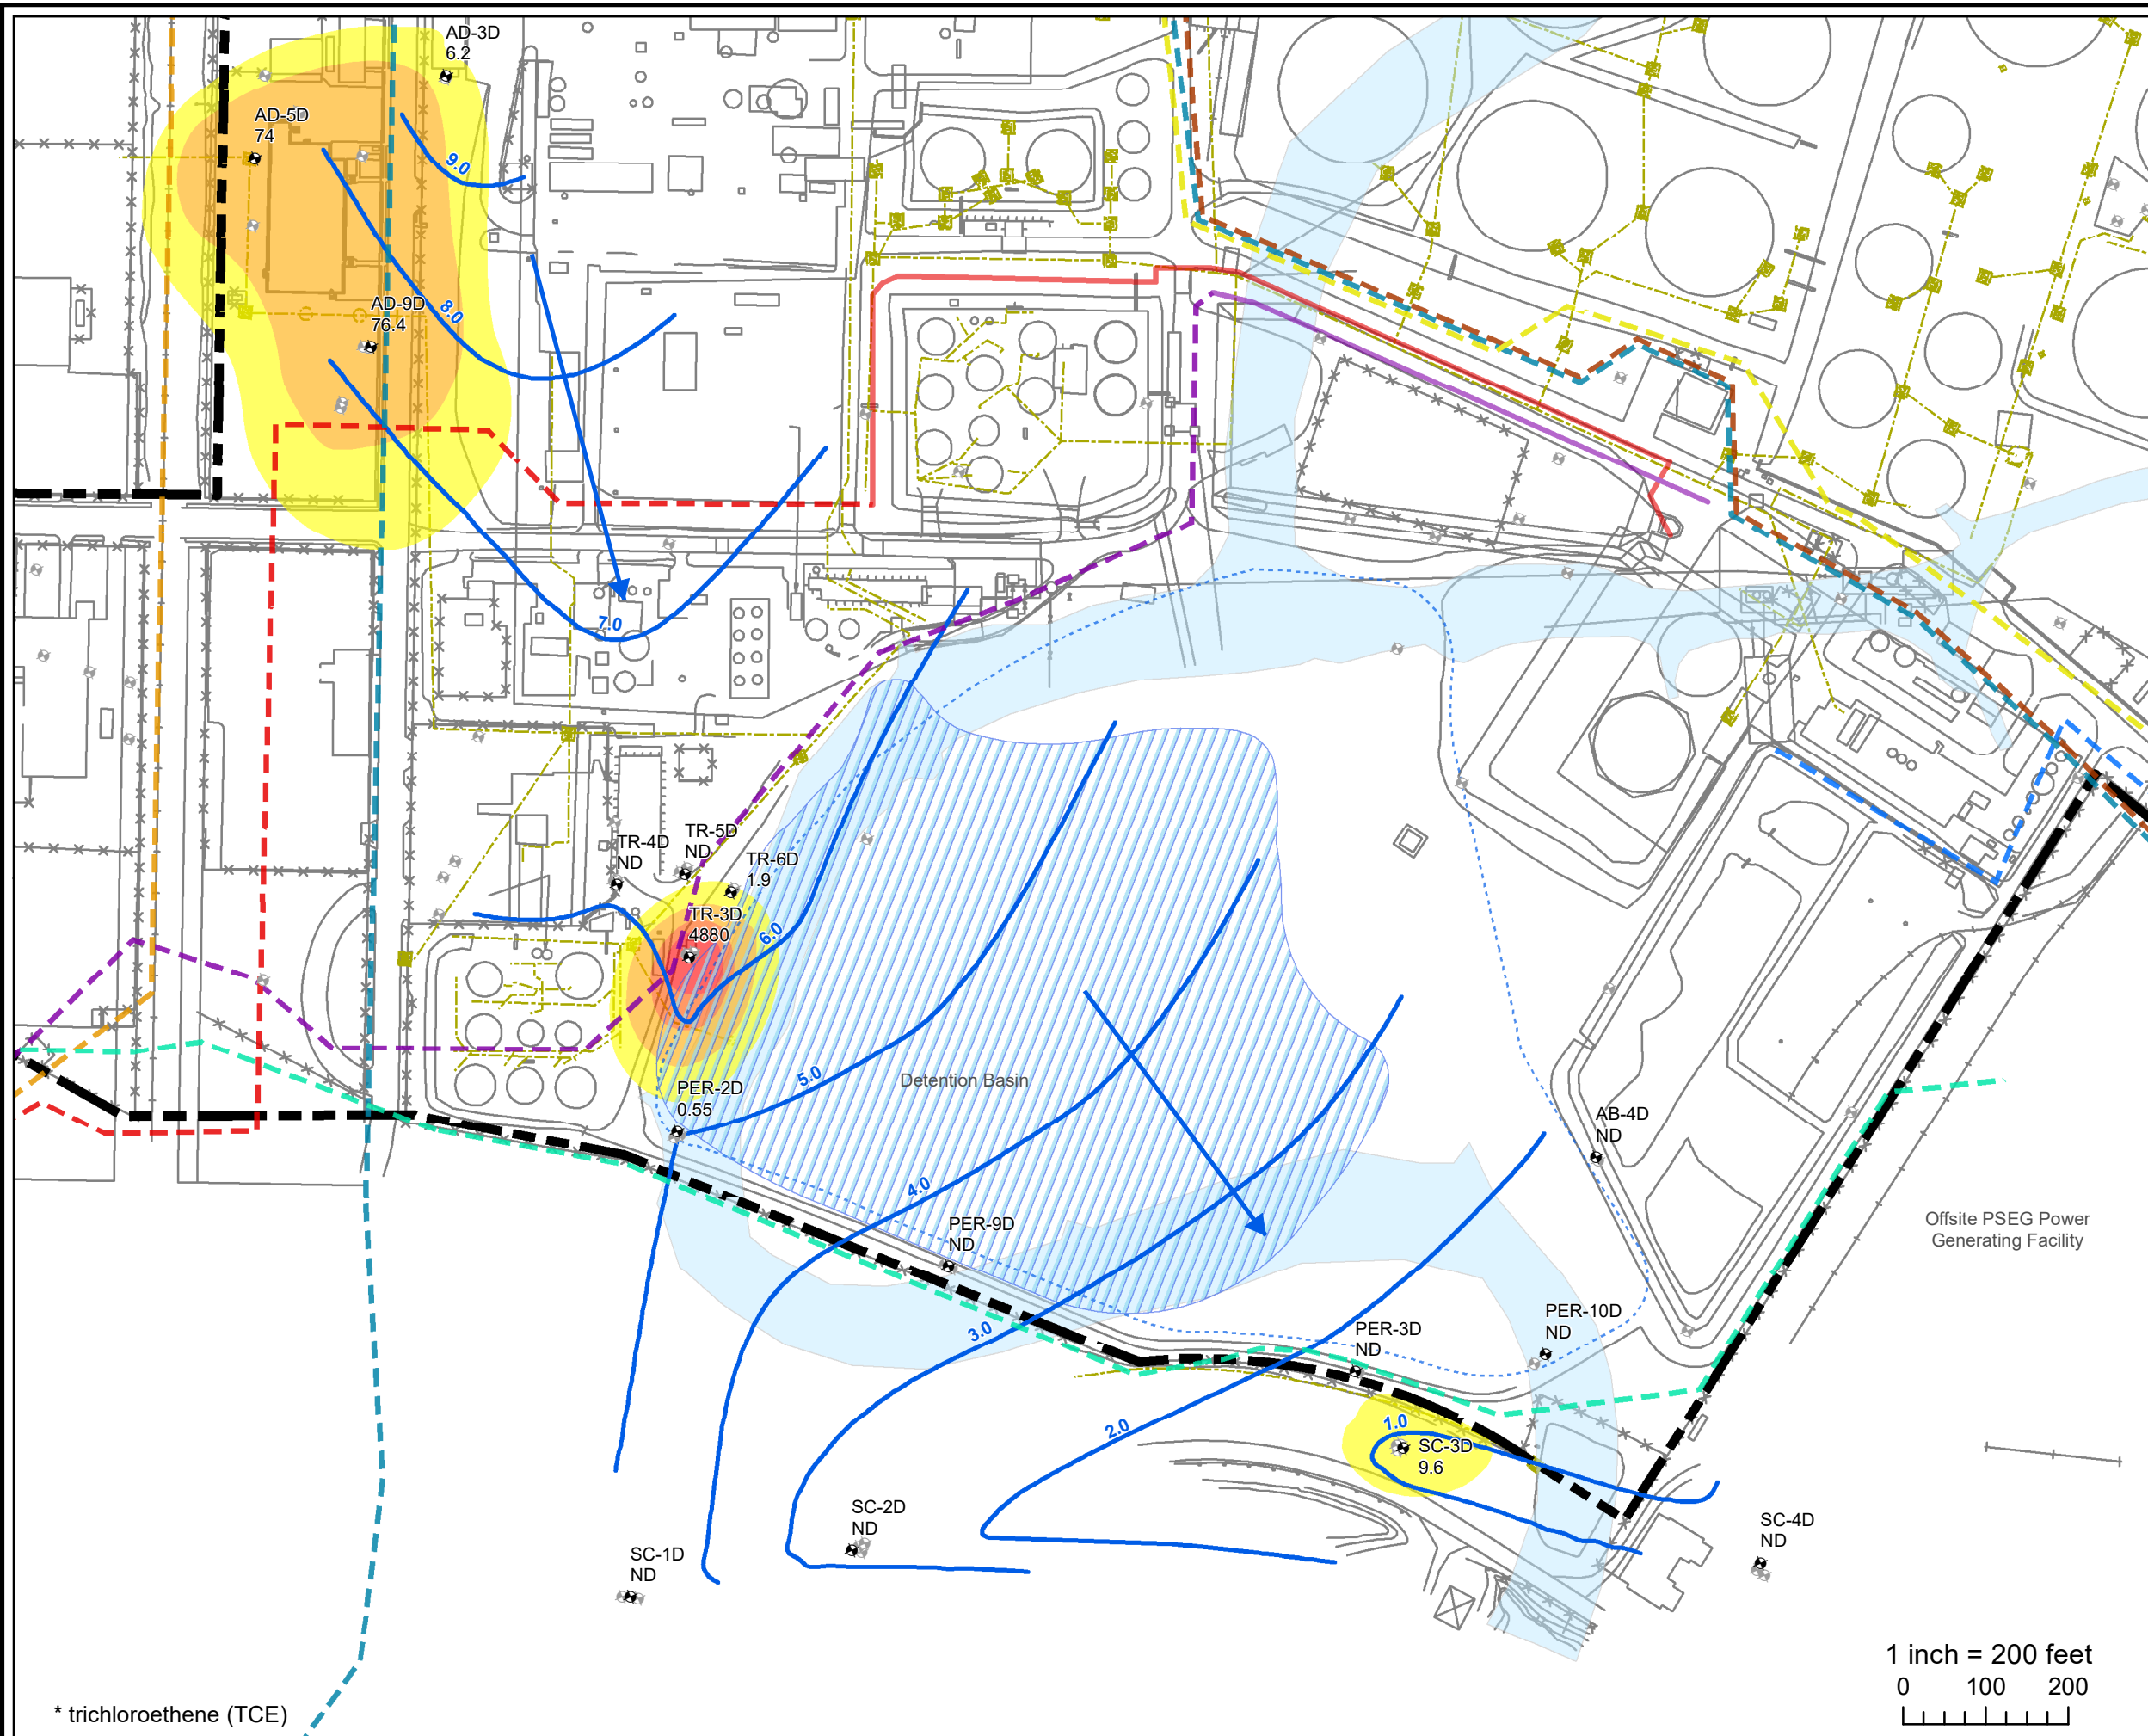 AD-3D
6.2
AD-5D
74
9.0
AD-9D
76.4
8.0
7.0
TR-4D
ND
TR-5D
ND
TR-6D
1.9
TR-3D
4880
6.0
5.0
Detention Basin
PER-2D
0.55
AB-4D
ND
4.0
PER-9D
ND
Offsite PSEG Power
Generating Facility
3.0
PER-3D
ND
PER-10D
ND
2.0
1.0
SC-3D
9.6
SC-2D
ND
SC-4D
ND
SC-1D
ND
1 inch = 200 feet
0 100 200
* trichloroethene (TCE)